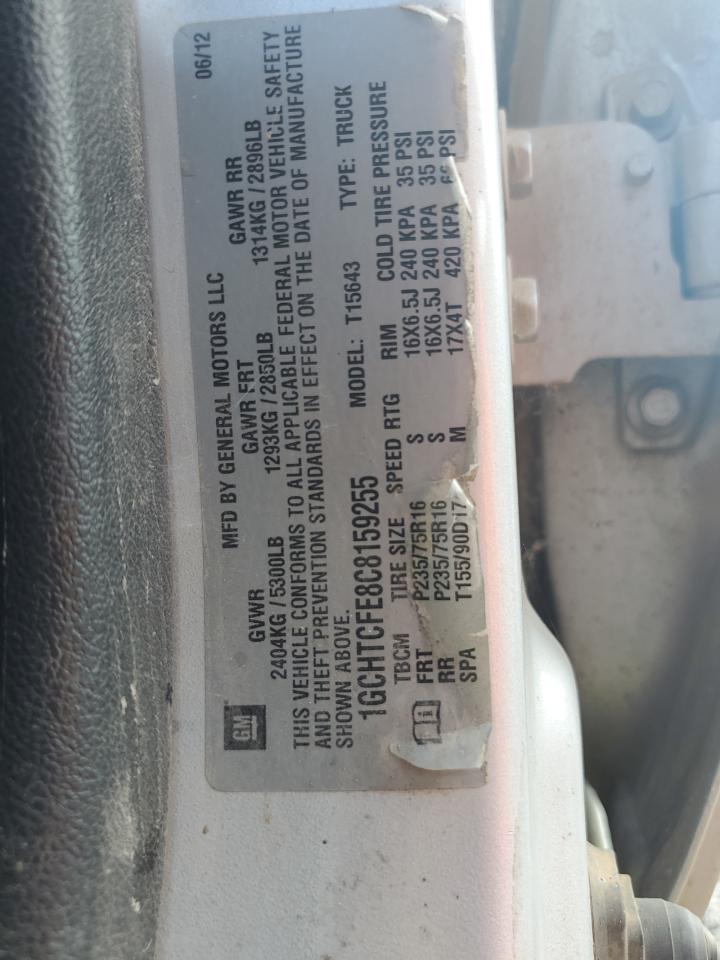 MFD BY GENERAL MOTORS LLC 06/12
GM
GVWR GAWR FRT GAWR RR
2404KG/5300LB 1293KG/2850LB 1314KG/2896LB
THIS VEHICLE CONFORMS TO ALL APPLICABLE FEDERAL MOTOR VEHICLE SAFETY
AND THEFT PREVENTION STANDARDS IN EFFECT ON THE DATE OF MANUFACTURE
SHOWN ABOVE.
1GCHTCFE8C8159255 MODEL: T15643 TYPE: TRUCK
TBCM TIRE SIZE SPEED RTG RIM COLD TIRE PRESSURE
FRT P235/75R16 S 16X6.5J 240 KPA 35 PSI
RR P235/75R16 S 16X6.5J 240 KPA 35 PSI
SPA T155/90D17 M 17X4T 420 KPA PSI